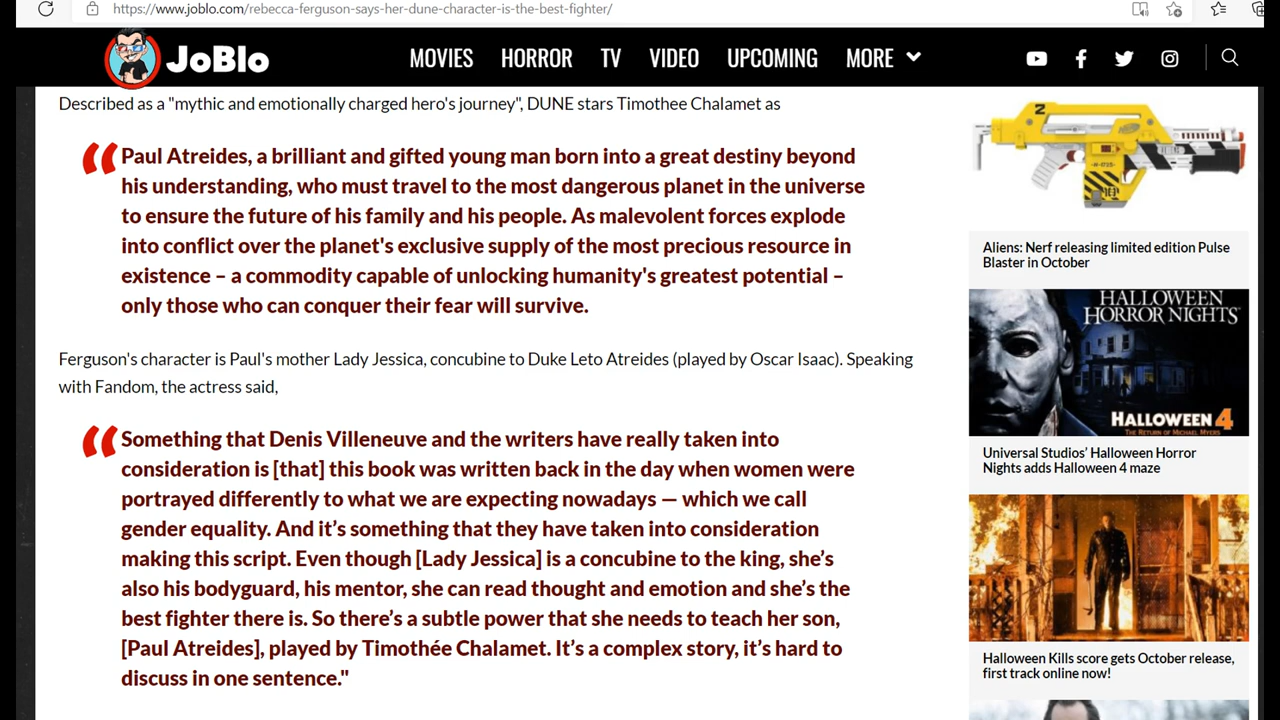 https://www.joblo.com/rebecca-ferguson-says-her-dune-character-is-the-best-fighter/
JoBlo
MOVIES HORROR TV VIDEO UPCOMING MORE
Described as a "mythic and emotionally charged hero's journey", DUNE stars Timothee Chalamet as
“Paul Atreides, a brilliant and gifted young man born into a great destiny beyond
his understanding, who must travel to the most dangerous planet in the universe
to ensure the future of his family and his people. As malevolent forces explode
into conflict over the planet's exclusive supply of the most precious resource in
existence – a commodity capable of unlocking humanity's greatest potential –
only those who can conquer their fear will survive.
Ferguson's character is Paul's mother Lady Jessica, concubine to Duke Leto Atreides (played by Oscar Isaac). Speaking
with Fandom, the actress said,
“Something that Denis Villeneuve and the writers have really taken into
consideration is [that] this book was written back in the day when women were
portrayed differently to what we are expecting nowadays — which we call
gender equality. And it’s something that they have taken into consideration
making this script. Even though [Lady Jessica] is a concubine to the king, she’s
also his bodyguard, his mentor, she can read thought and emotion and she’s the
best fighter there is. So there’s a subtle power that she needs to teach her son,
[Paul Atreides], played by Timothée Chalamet. It’s a complex story, it’s hard to
discuss in one sentence."
2
Aliens: Nerf releasing limited edition Pulse
Blaster in October
HALLOWEEN
HORROR NIGHTS
HALLOWEEN 4
THE RETURN OF MICHAEL MYERS
Universal Studios’ Halloween Horror
Nights adds Halloween 4 maze
Halloween Kills score gets October release,
first track online now!